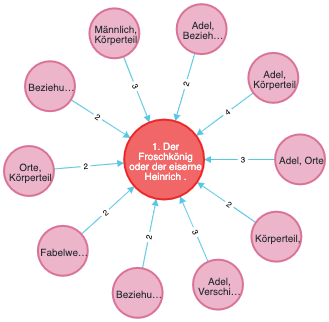 Männlich,
Körperteil
Adel,
Bezieh…
Beziehu…
Adel,
Körperteil
3
2
2
4
1. Der
Froschkönig
oder der eiserne
Heinrich .
Orte,
Körperteil
2
3
Adel, Orte
2
2
Fabelwe…
2
3
Körperteil,
Beziehu…
Adel,
Verschi…